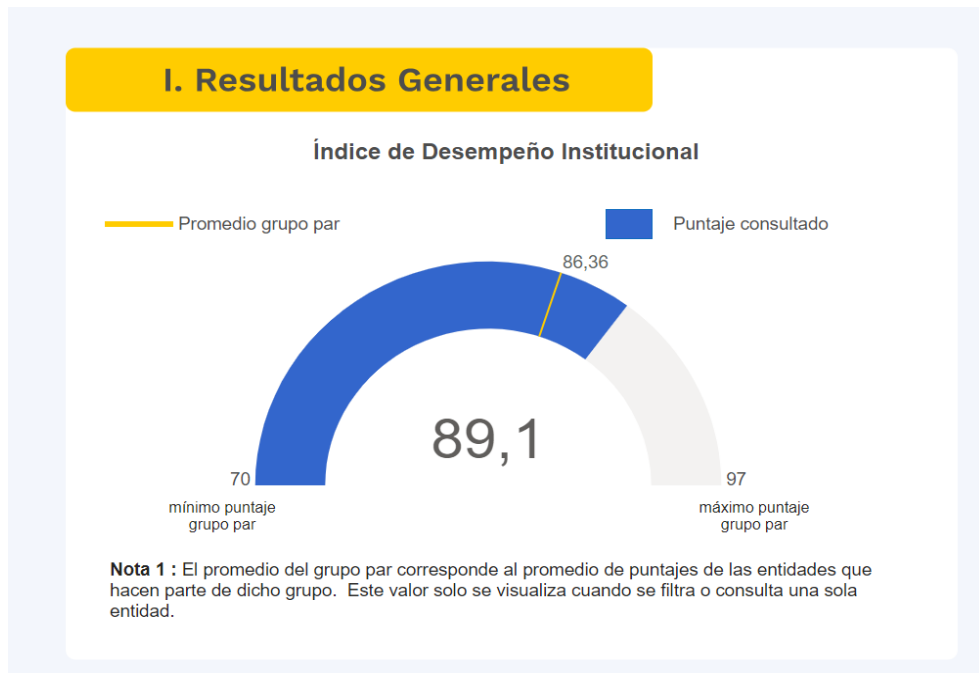 I. Resultados Generales
Índice de Desempeño Institucional
Promedio grupo par
Puntaje consultado
86,36
89,1
70
97
mínimo puntaje
grupo par
máximo puntaje
grupo par
Nota 1 : El promedio del grupo par corresponde al promedio de puntajes de las entidades que
hacen parte de dicho grupo. Este valor solo se visualiza cuando se filtra o consulta una sola
entidad.